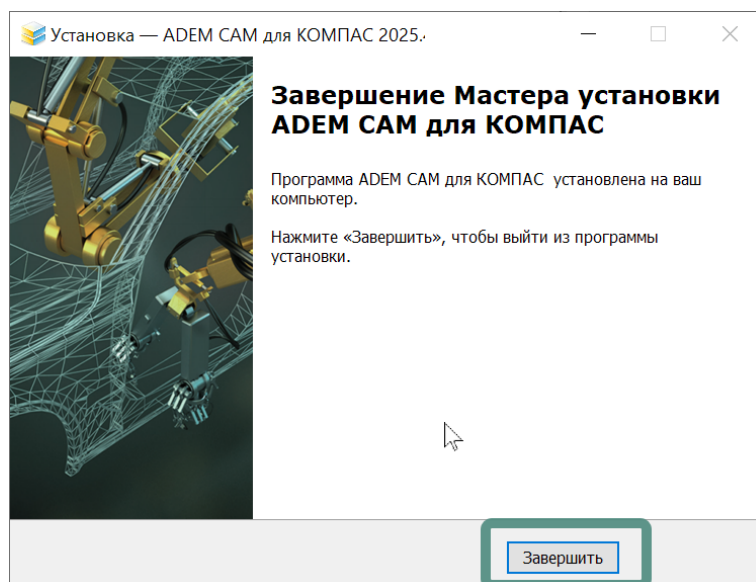 Установка — ADEM CAM для КОМПАС 2025.
Завершение Мастера установки
ADEM CAM для КОМПАС
Программа ADEM CAM для КОМПАС установлена на ваш
компьютер.
Нажмите «Завершить», чтобы выйти из программы
установки.
Завершить